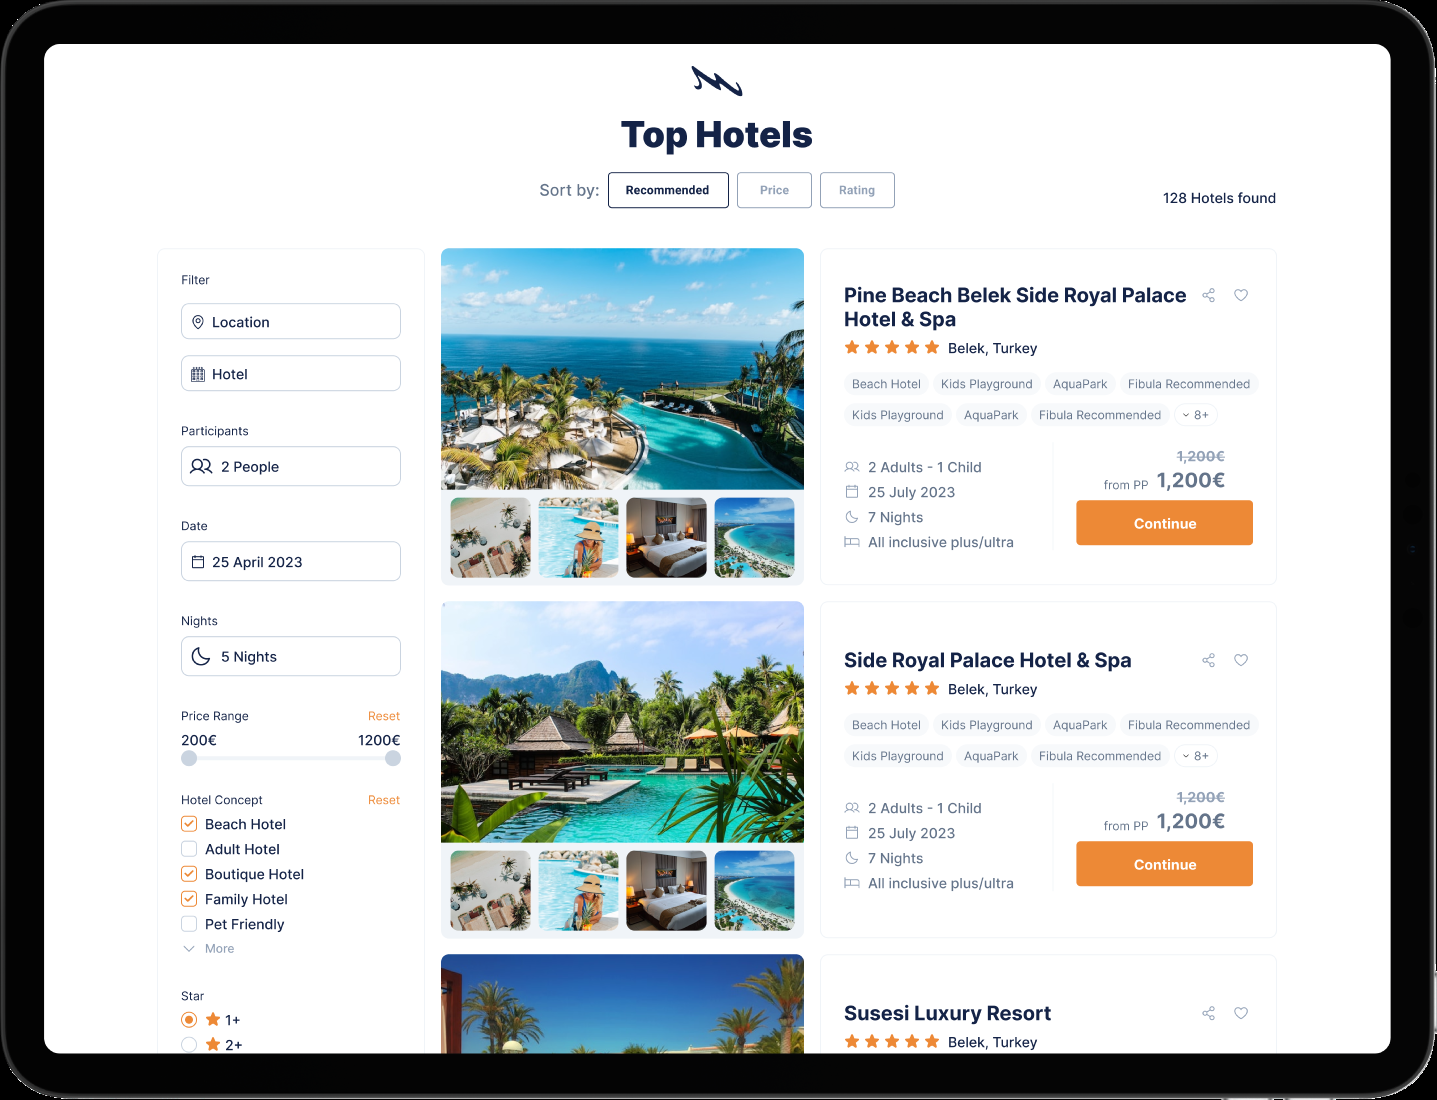 Top Hotels
Sort by:
Recommended
Price
Rating
128 Hotels found
Filter
Location
Hotel
Participants
2 People
Date
25 April 2023
Nights
5 Nights
Price Range
Reset
200€
1200€
Hotel Concept
Reset
Beach Hotel
Adult Hotel
Boutique Hotel
Family Hotel
Pet Friendly
More
Star
1+
2+
Pine Beach Belek Side Royal Palace
Hotel & Spa
Belek, Turkey
Beach Hotel
Kids Playground
AquaPark
Fibula Recommended
Kids Playground
AquaPark
Fibula Recommended
8+
2 Adults - 1 Child
25 July 2023
7 Nights
All inclusive plus/ultra
1,200€
from PP 1,200€
Continue
Side Royal Palace Hotel & Spa
Belek, Turkey
Beach Hotel
Kids Playground
AquaPark
Fibula Recommended
Kids Playground
AquaPark
Fibula Recommended
8+
2 Adults - 1 Child
25 July 2023
7 Nights
All inclusive plus/ultra
1,200€
from PP 1,200€
Continue
Susesi Luxury Resort
Belek, Turkey